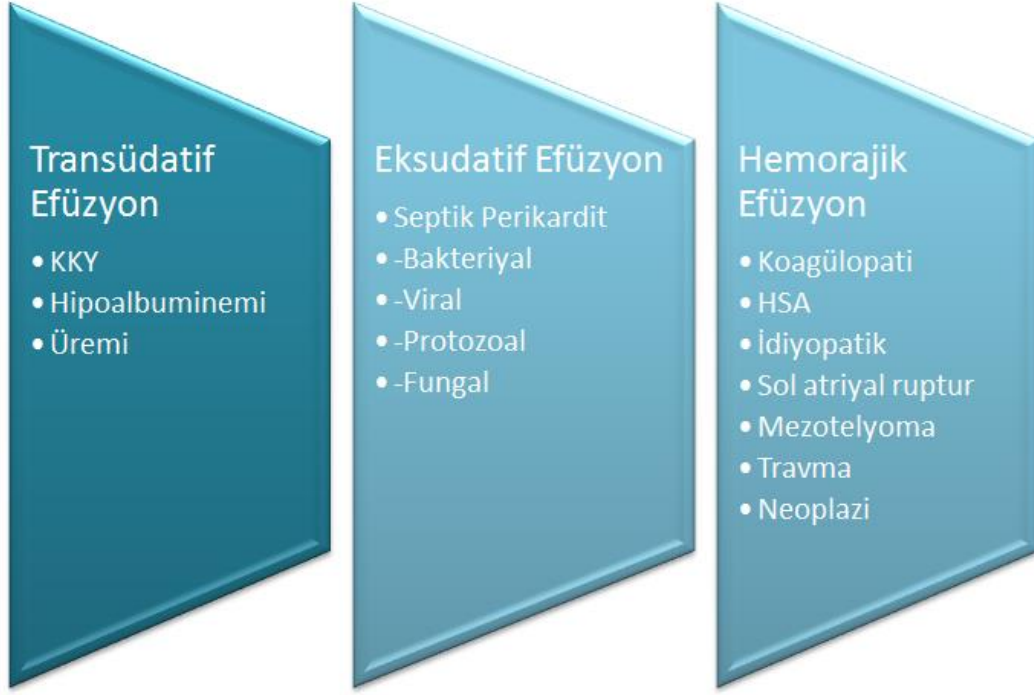 Transüdatif
Efüzyon
• KKY
• Hipoalbuminemi
• Üremi
Eksudatif Efüzyon
• Septik Perikardit
• -Bakteriyal
• -Viral
• -Protozoal
• -Fungal
Hemorajik
Efüzyon
• Koagülopati
• HSA
• İdiyopatik
• Sol atriyal ruptur
• Mezotelyoma
• Travma
• Neoplazi